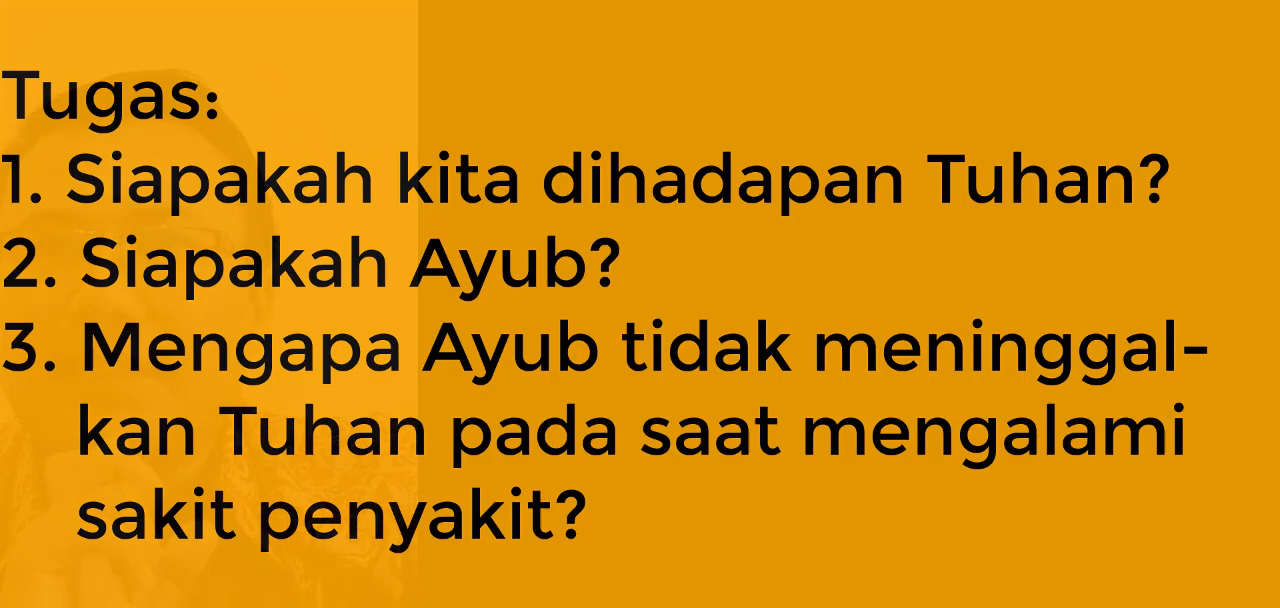 Tugas:
1. Siapakah kita dihadapan Tuhan?
2. Siapakah Ayub?
3. Mengapa Ayub tidak meninggal-
kan Tuhan pada saat mengalami
sakit penyakit?